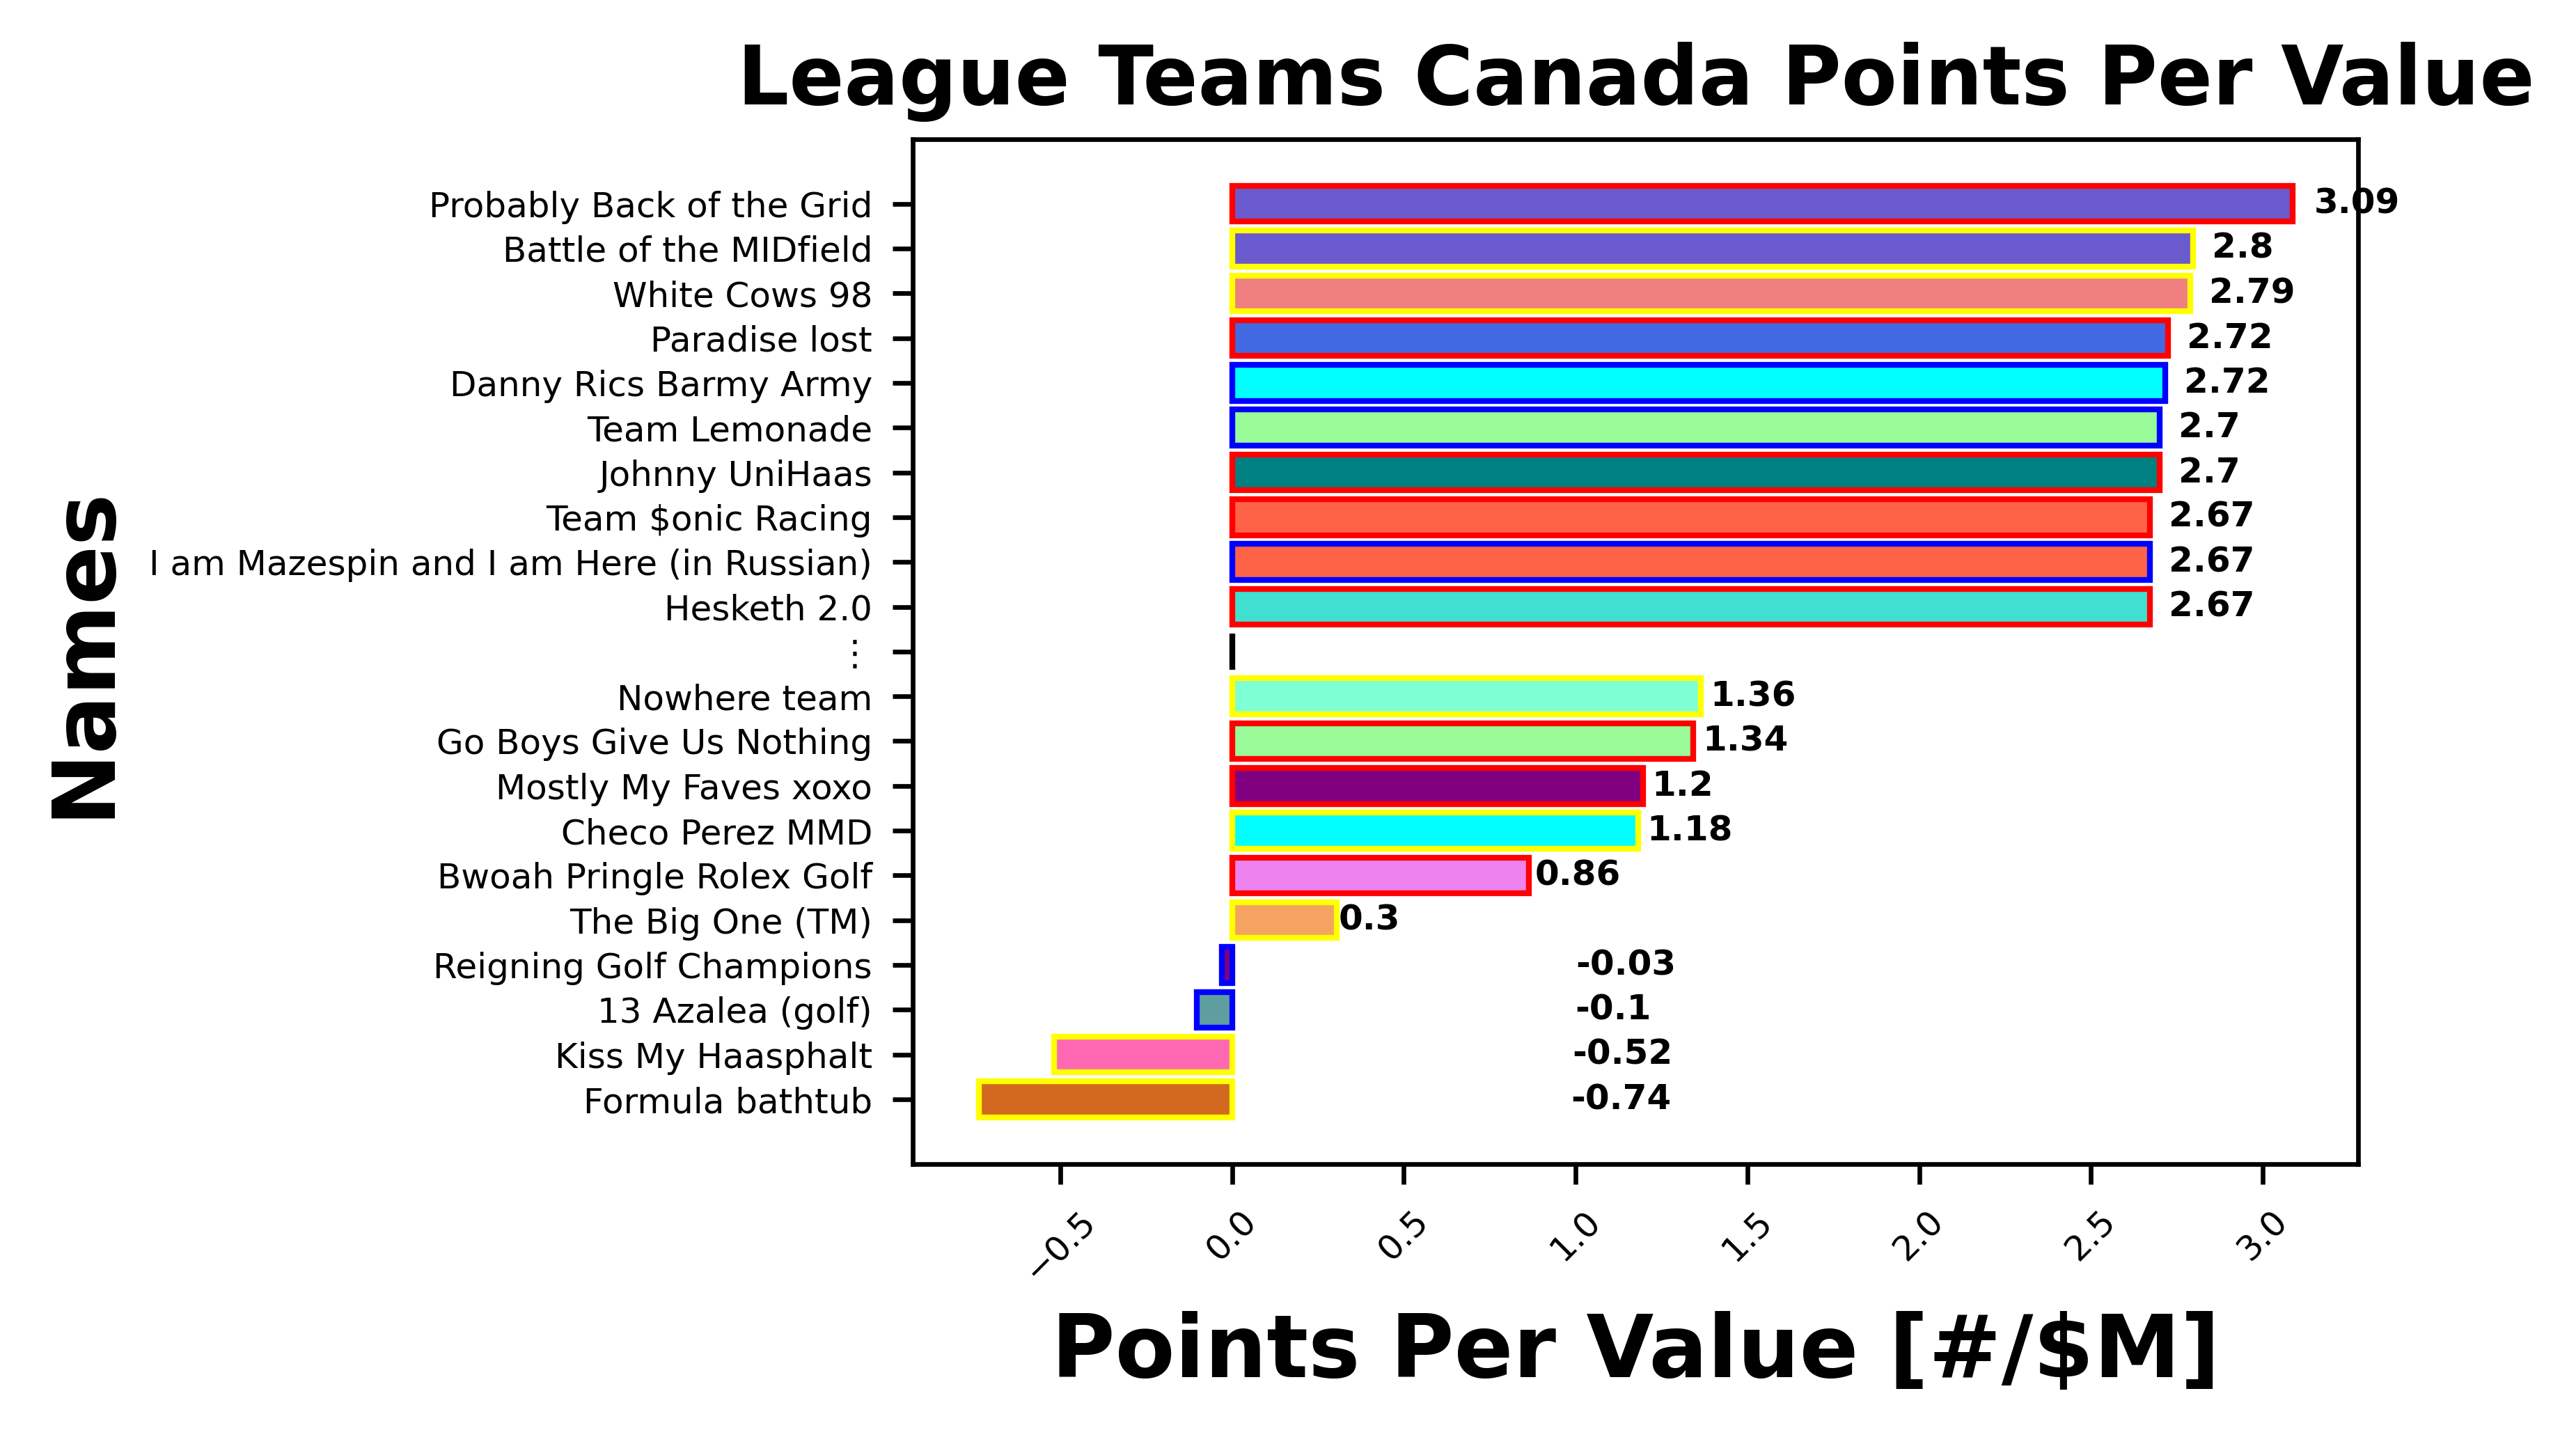 League Teams Canada Points Per Value
Names
Probably Back of the Grid 3.09
Battle of the MIDfield 2.8
White Cows 98 2.79
Paradise lost 2.72
Danny Rics Barmy Army 2.72
Team Lemonade 2.7
Johnny UniHaas 2.7
Team $onic Racing 2.67
I am Mazespin and I am Here (in Russian) 2.67
Hesketh 2.0 2.67
⋮
Nowhere team 1.36
Go Boys Give Us Nothing 1.34
Mostly My Faves xoxo 1.2
Checo Perez MMD 1.18
Bwoah Pringle Rolex Golf 0.86
The Big One (TM) 0.3
Reigning Golf Champions -0.03
13 Azalea (golf) -0.1
Kiss My Haasphalt -0.52
Formula bathtub -0.74
−0.5 0.0 0.5 1.0 1.5 2.0 2.5 3.0
Points Per Value [#/$M]